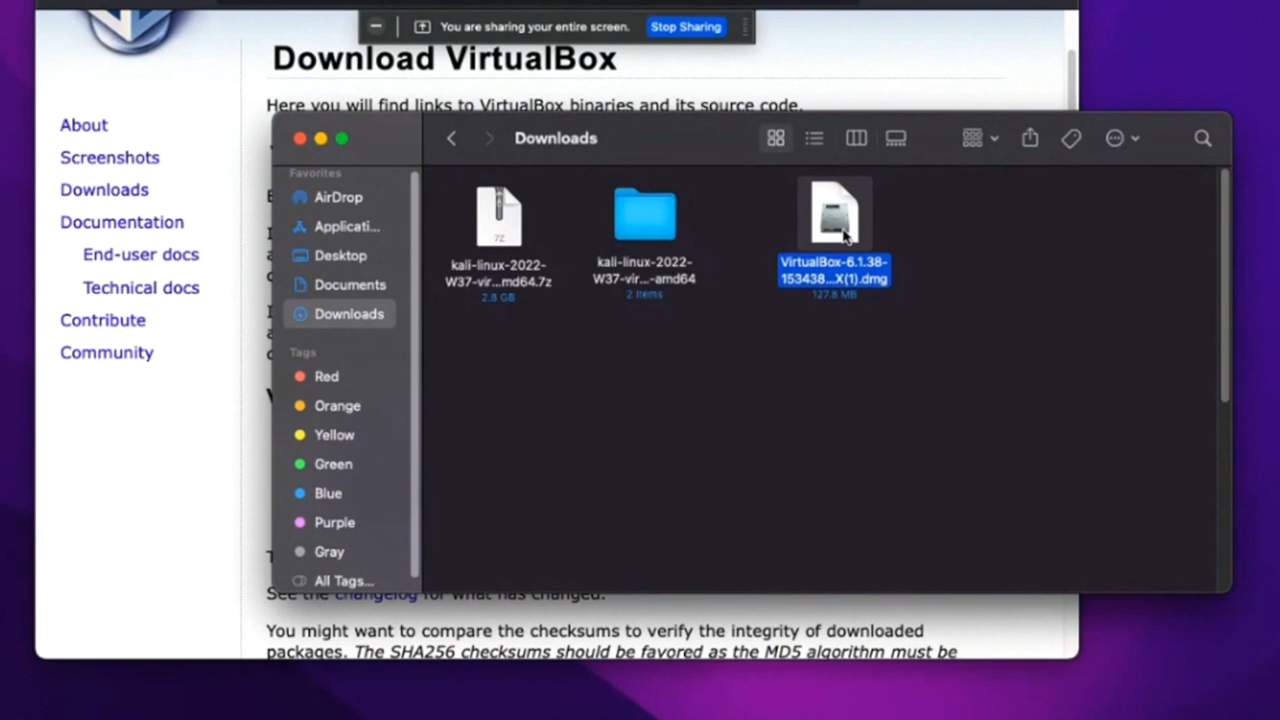 You are sharing your entire screen. Stop Sharing
Download VirtualBox
Here you will find links to VirtualBox binaries and its source code.
About
Screenshots
Downloads
Documentation
End-user docs
Technical docs
Contribute
Community
Downloads
Favorites
AirDrop
Applicati...
Desktop
Documents
Downloads
Tags
Red
Orange
Yellow
Green
Blue
Purple
Gray
All Tags...
7Z
kali-linux-2022-
W37-vir...md64.7z
2.8 GB
kali-linux-2022-
W37-vir...-amd64
2 items
VirtualBox-6.1.38-
153438...X(1).dmg
127.8 MB
See the changelog for what has changed.
You might want to compare the checksums to verify the integrity of downloaded
packages. The SHA256 checksums should be favored as the MD5 algorithm must be